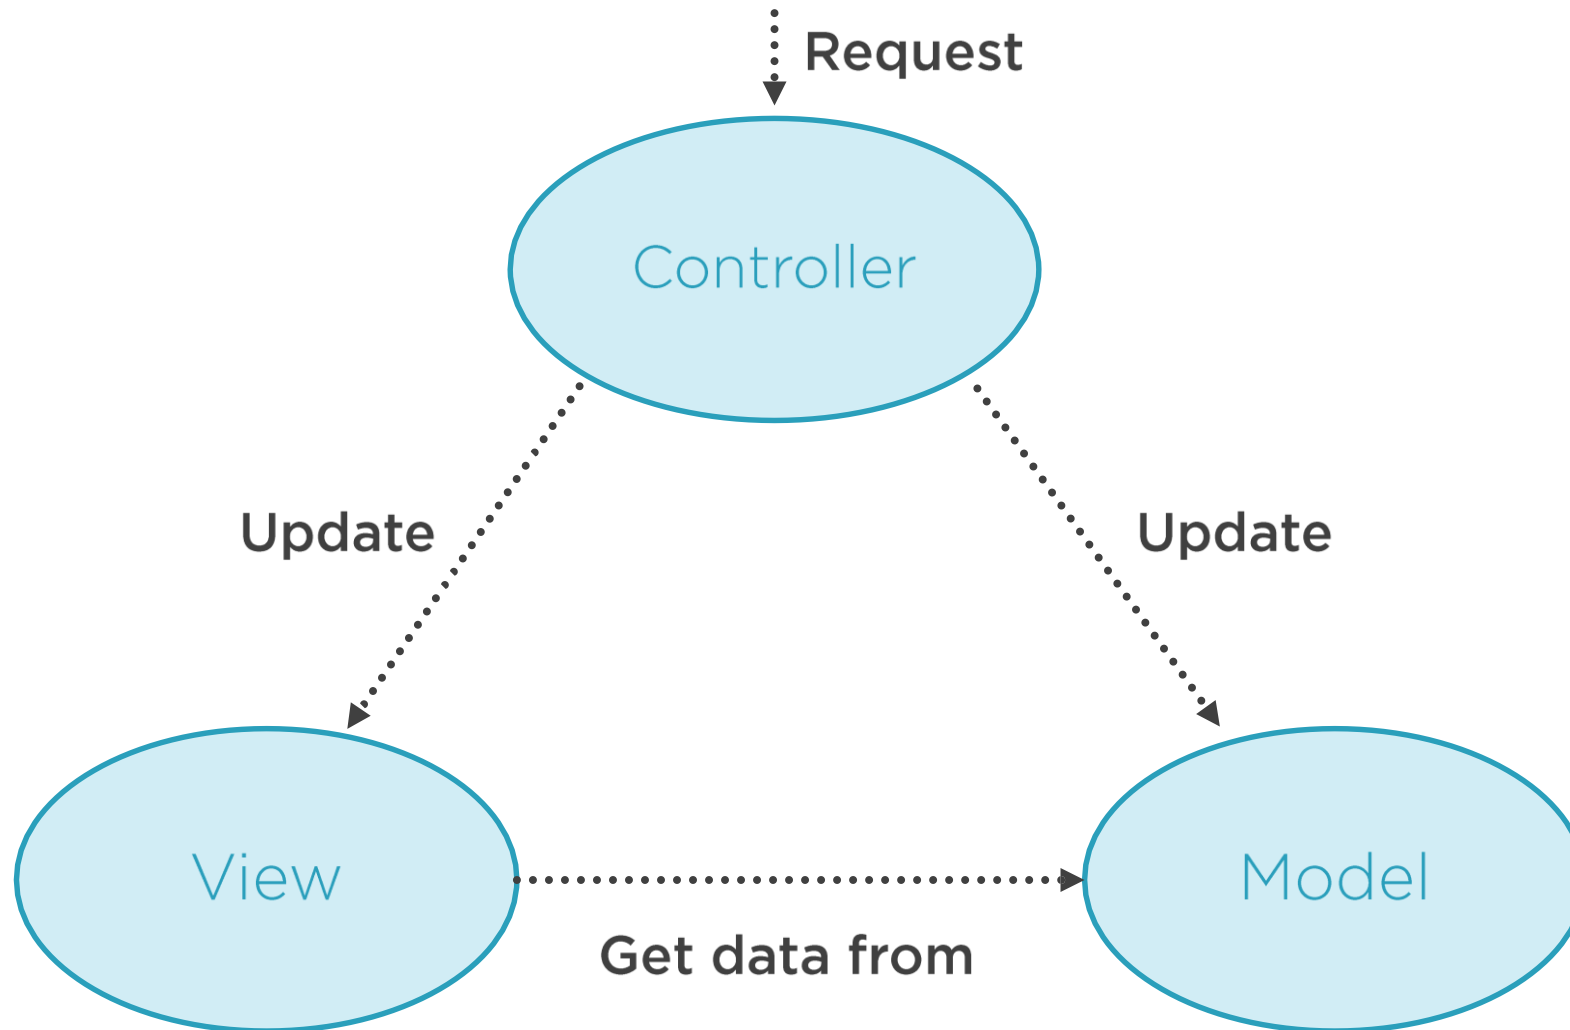 Request
Controller
Update
Update
View
Model
Get data from